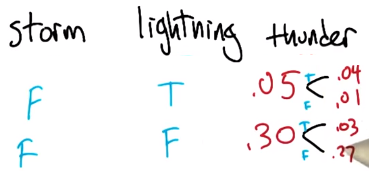 storm lightning thunder
F T .05 T .04
F .01
F F .30 T .03
F .27